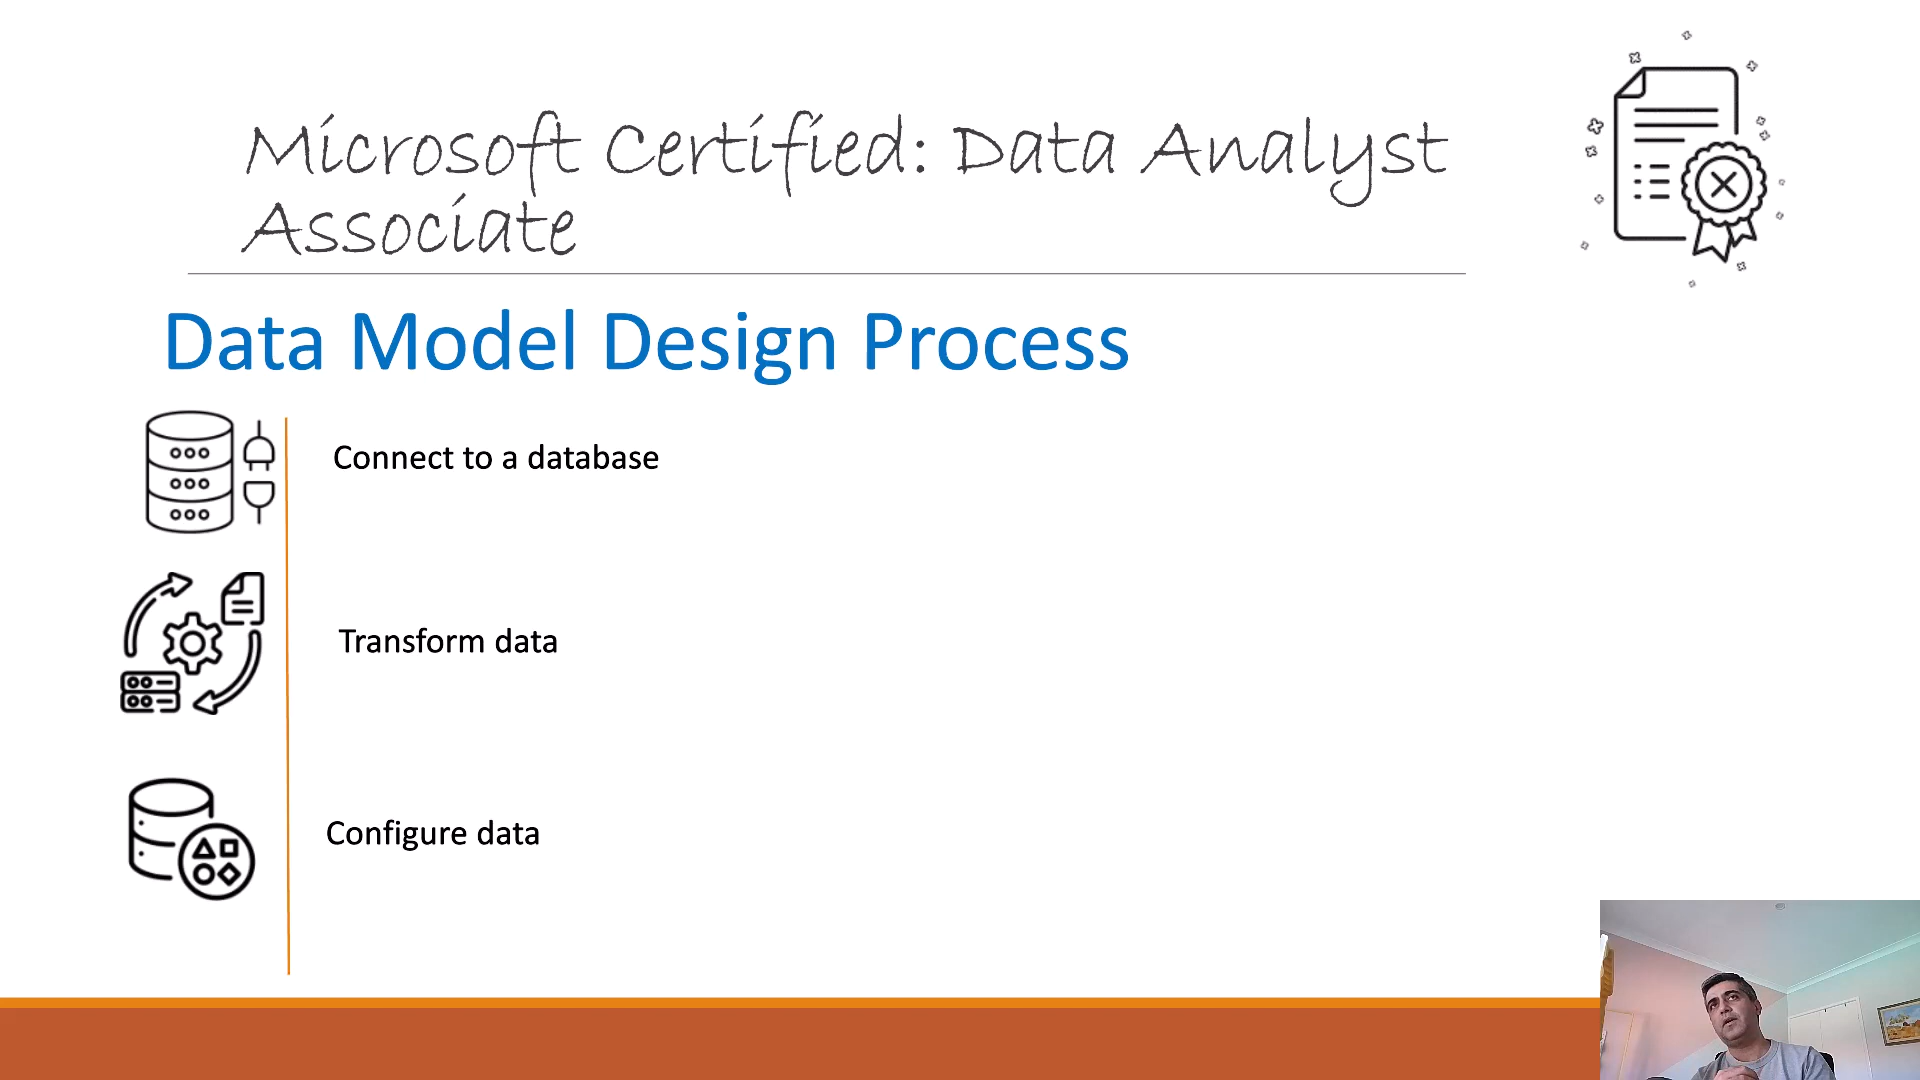 Microsoft Certified: Data Analyst
Associate
Data Model Design Process
Connect to a database
Transform data
Configure data